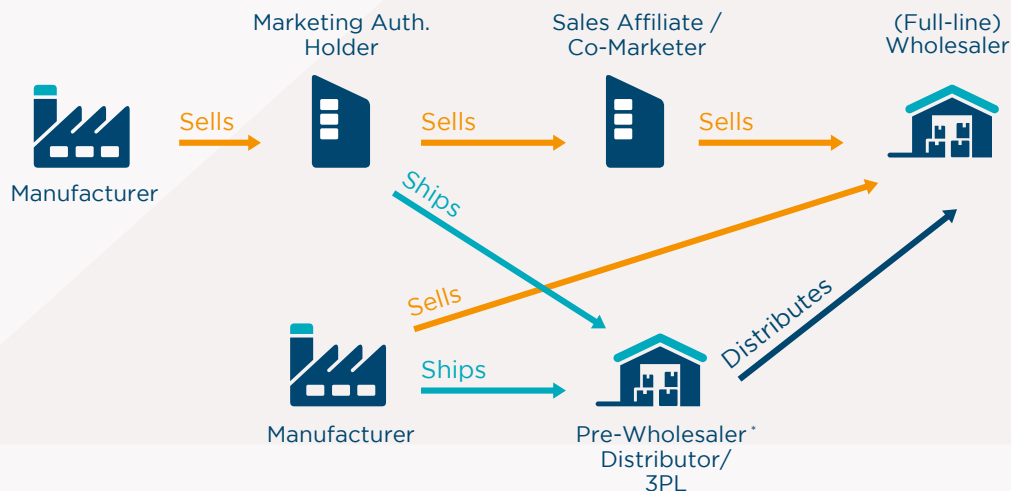 Marketing Auth.
Holder
Sales Affiliate /
Co-Marketer
(Full-line)
Wholesaler
Sells
Sells
Sells
Manufacturer
Ships
Sells
Distributes
Ships
Manufacturer
Pre-Wholesaler *
Distributor/
3PL